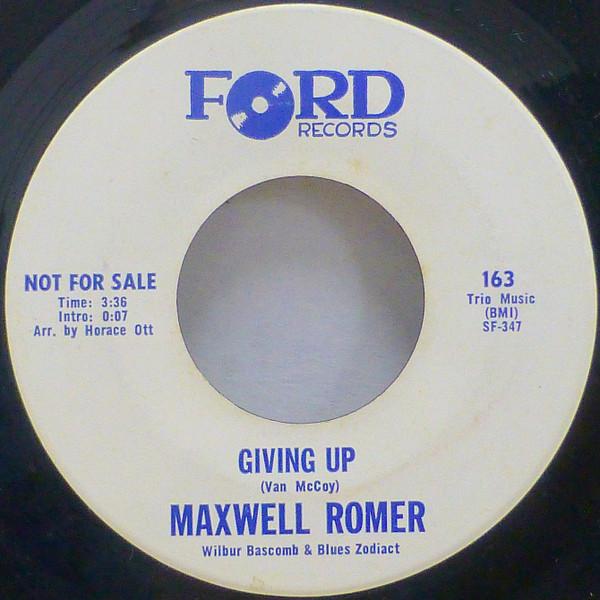 FORD
RECORDS
NOT FOR SALE
Time: 3:36
Intro: 0:07
Arr. by Horace Ott
163
Trio Music
(BMI)
SF-347
GIVING UP
(Van McCoy)
MAXWELL ROMER
Wilbur Bascomb & Blues Zodiact